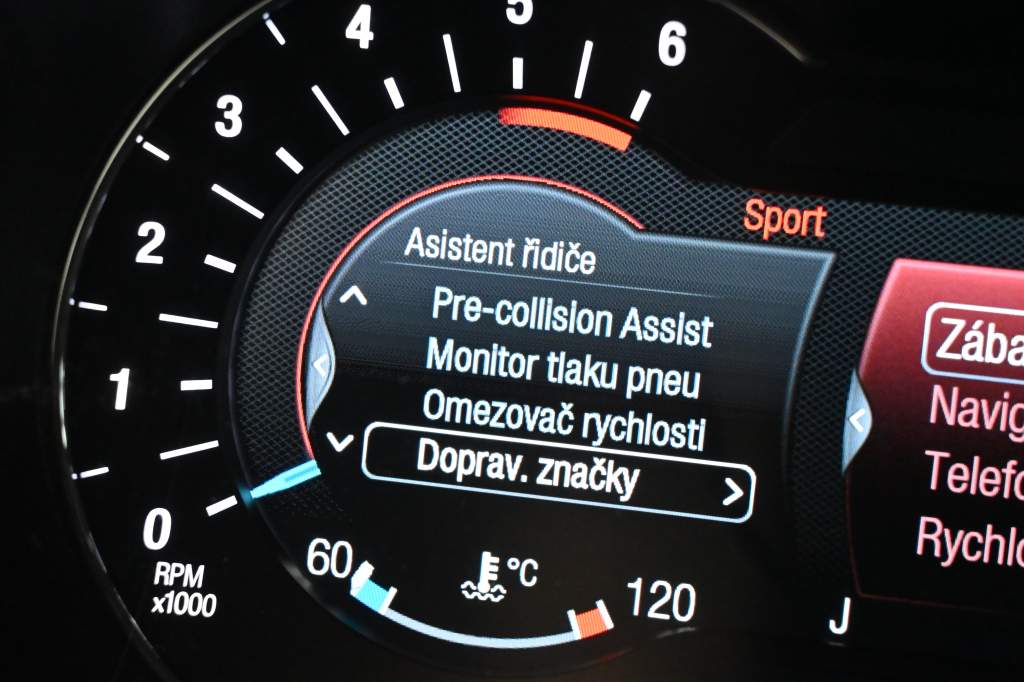 6
5
4
3
2
1
0
RPM
x1000
Sport
Asistent řidiče
Pre-collision Assist
Monitor tlaku pneu
Omezovač rychlosti
Doprav. značky
60
°C
120
J